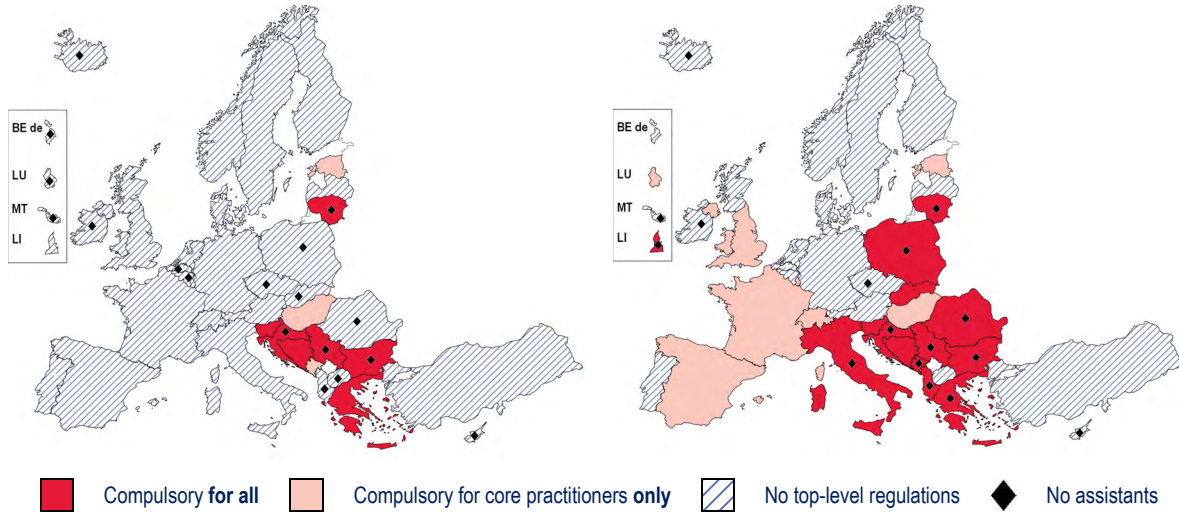 BE de
LU
MT
LI
BE de
LU
MT
LI
Compulsory for all
Compulsory for core practitioners only
No top-level regulations
No assistants